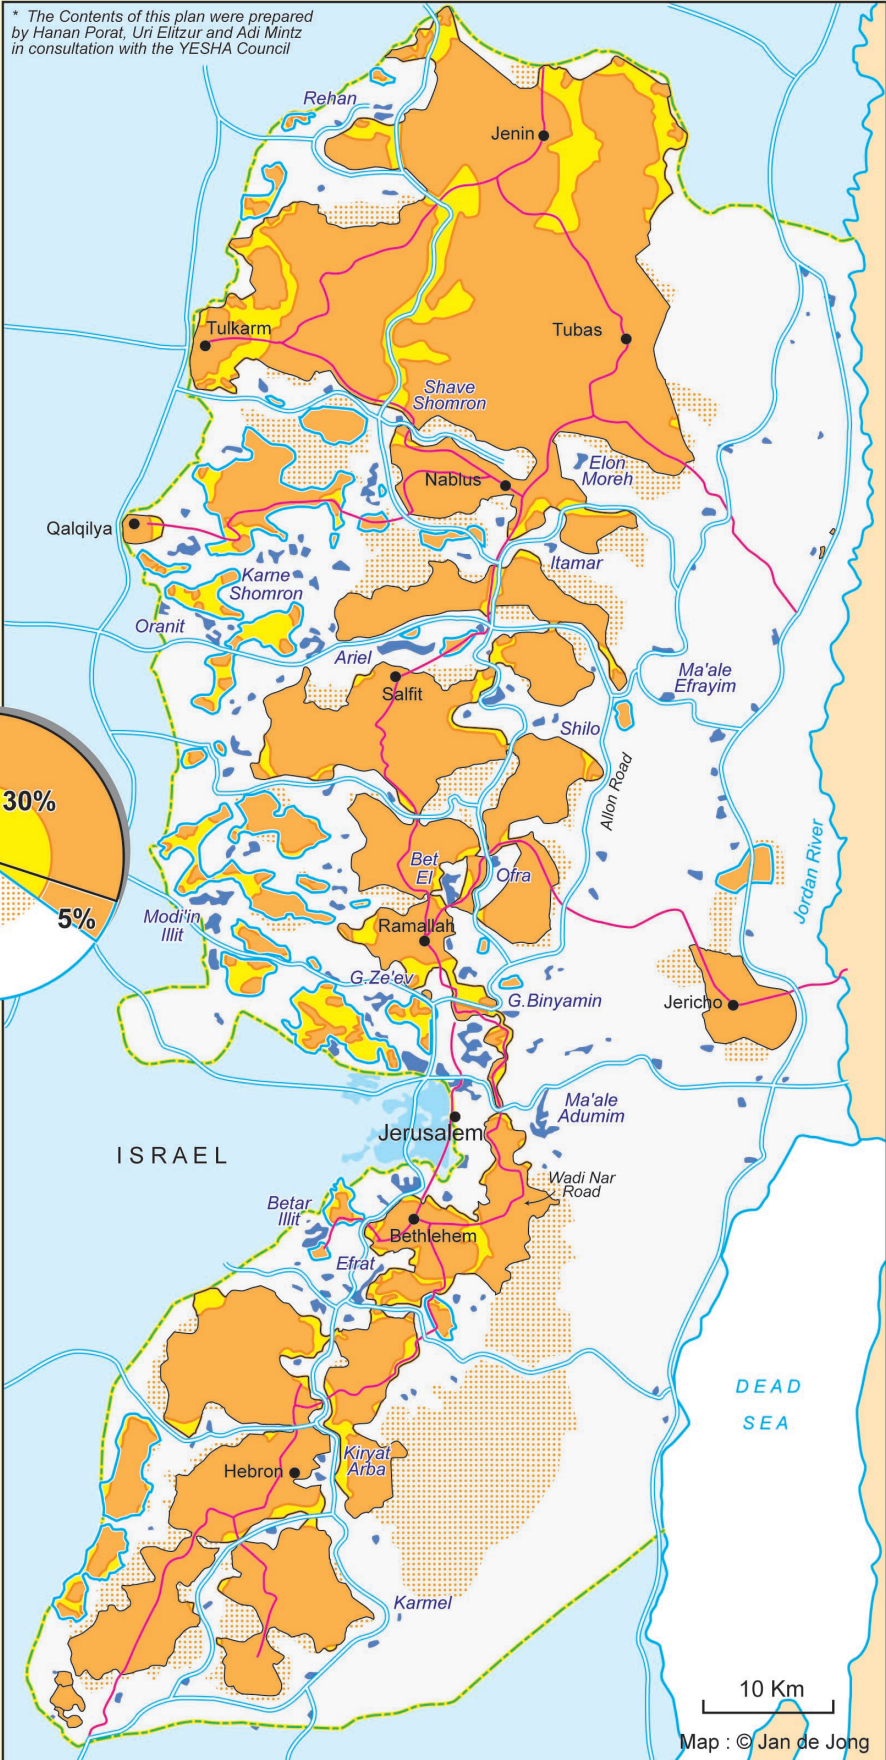 * The Contents of this plan were prepared
by Hanan Porat, Uri Elitzur and Adi Mintz
in consultation with the YESHA Council
Rehan
Jenin
Tulkarm
Tubas
Shave
Shomron
Nablus
Elon
Moreh
Qalqilya
Itamar
Karne
Shomron
Oranit
Ariel
Salfit
Ma'ale
Efrayim
Shilo
Allon Road
30%
5%
Bet
El
Ofra
Jordan River
Modi'in
Illit
Ramallah
G.Ze'ev
G.Binyamin
Jericho
Ma'ale
Adumim
Jerusalem
ISRAEL
Wadi Nar
Road
Betar
Illit
Bethlehem
Efrat
DEAD
SEA
Kiryat
Arba
Hebron
Karmel
10 Km
Map : © Jan de Jong